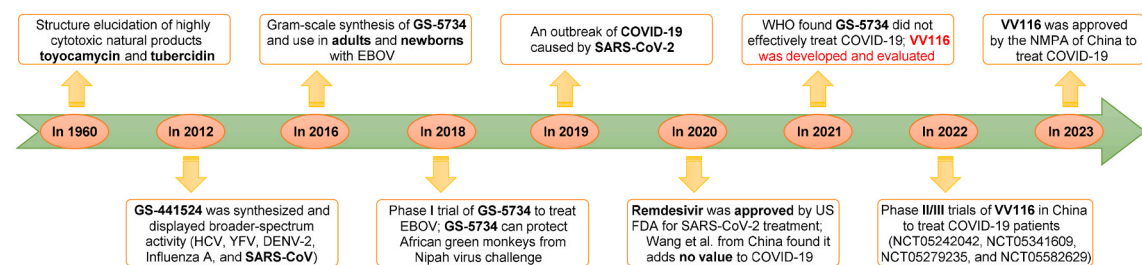 Structure elucidation of highly
cytotoxic natural products
toyocamycin and tubercidin
Gram-scale synthesis of GS-5734
and use in adults and newborns
with EBOV
An outbreak of COVID-19
caused by SARS-CoV-2
WHO found GS-5734 did not
effectively treat COVID-19; VV116
was developed and evaluated
VV116 was approved
by the NMPA of China to
treat COVID-19
In 1960
In 2012
In 2016
In 2018
In 2019
In 2020
In 2021
In 2022
In 2023
GS-441524 was synthesized and
displayed broader-spectrum
activity (HCV, YFV, DENV-2,
Influenza A, and SARS-CoV)
Phase I trial of GS-5734 to treat
EBOV; GS-5734 can protect
African green monkeys from
Nipah virus challenge
Remdesivir was approved by US
FDA for SARS-CoV-2 treatment;
Wang et al. from China found it
adds no value to COVID-19
Phase II/III trials of VV116 in China
to treat COVID-19 patients
(NCT05242042, NCT05341609,
NCT05279235, and NCT05582629)